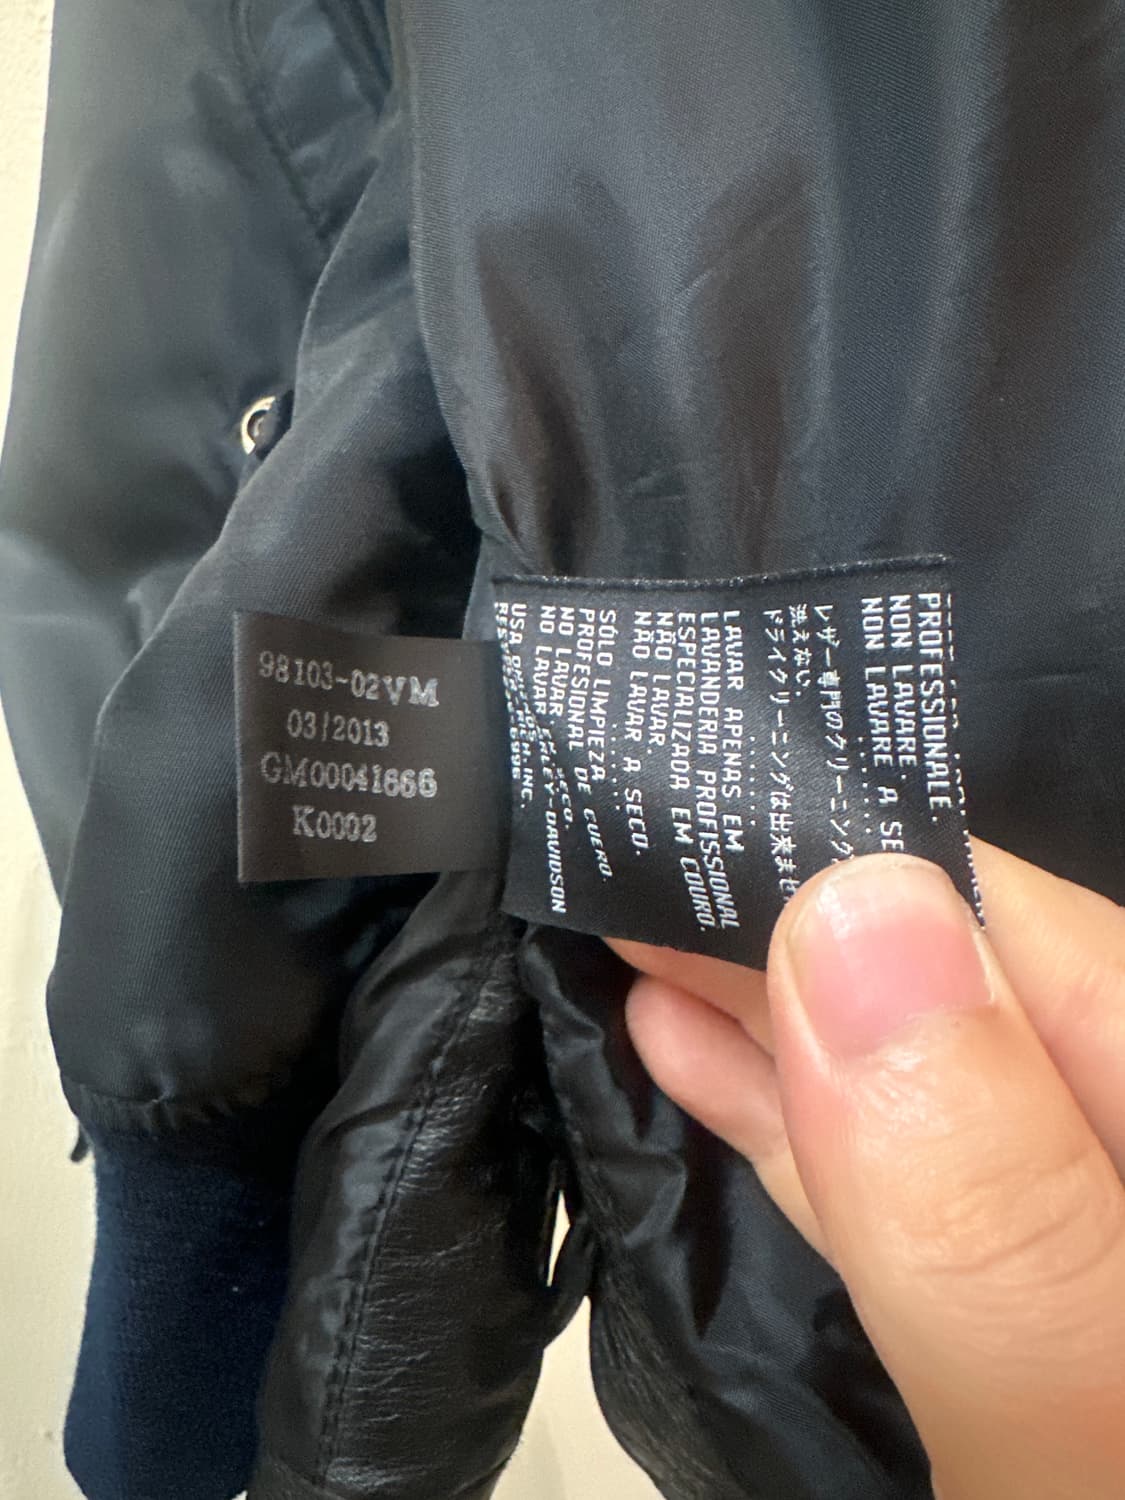 98103-02VM
03/2013
GM00041666
K0002
PROFESSIONALE.
NON LAVARE.
NON LAVARE A
......
レザー専門のクリーニング
洗えない。
ドライクリーニングは出来ませ
......
LAVAR APENAS EM
LAVANDERIA PROFISSIONAL
ESPECIALIZADA EM COURO.
NÃO LAVAR.
NÃO LAVAR A SECO.
......
SÓLO LIMPIEZA
PROFESIONAL DE CUERO.
NO LAVAR.
NO LAVAR
INC.